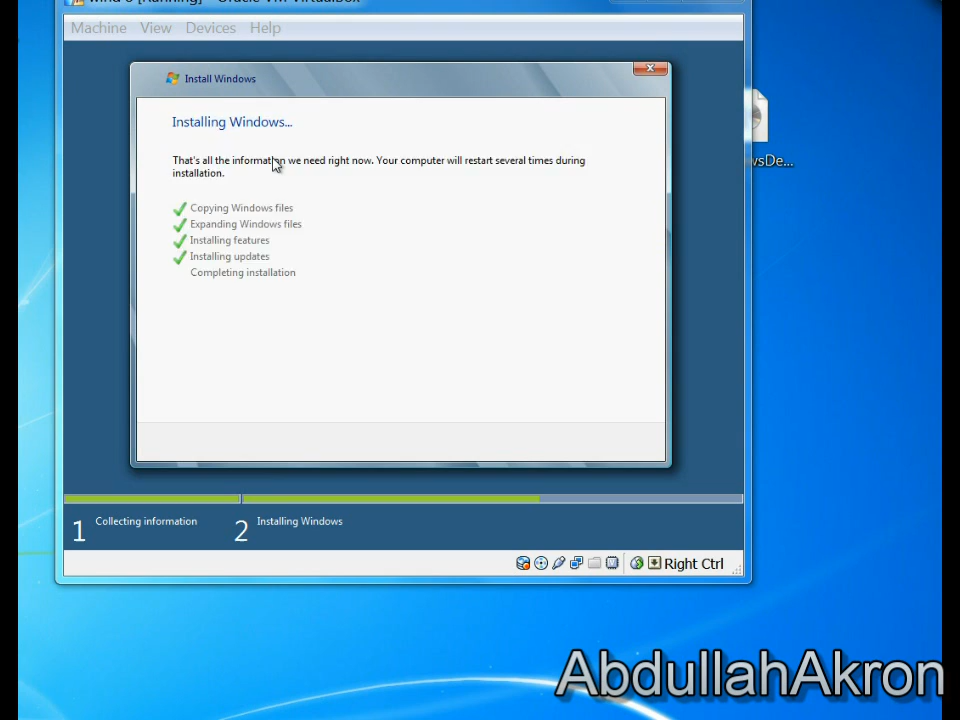 Machine View Devices Help
Install Windows
Installing Windows...
That's all the information we need right now. Your computer will restart several times during
installation.
Copying Windows files
Expanding Windows files
Installing features
Installing updates
Completing installation
1 Collecting information 2 Installing Windows
Right Ctrl
AbdullahAkron